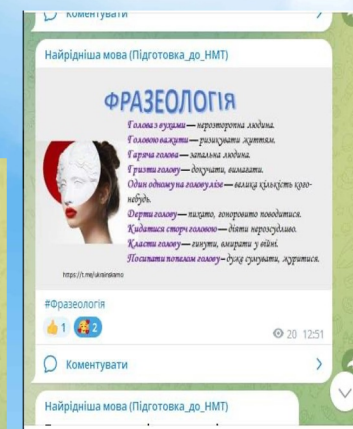 Коментувати
Найрідніша мова (Підготовка_до_НМТ)
ФРАЗЕОЛОГІЯ
Голова з вухами — нерозторопна людина.
Головою важити — ризикувати життям.
Гаряча голова — запальна людина.
Гризти голову — докучати, вимагати.
Один одному на голову лізе — велика кількість кого-
небудь.
Дерти голову — пихато, гоноровито поводитися.
Кидатися сторч головою — діяти нерозсудливо.
Класти голову — гинути, вмирати у війні.
Посипати попелом голову – дуже сумувати, журитися.
https://t.me/ukrainskamo
#Фразеологія
1 2
20 12:51
Коментувати
Найрідніша мова (Підготовка_до_НМТ)